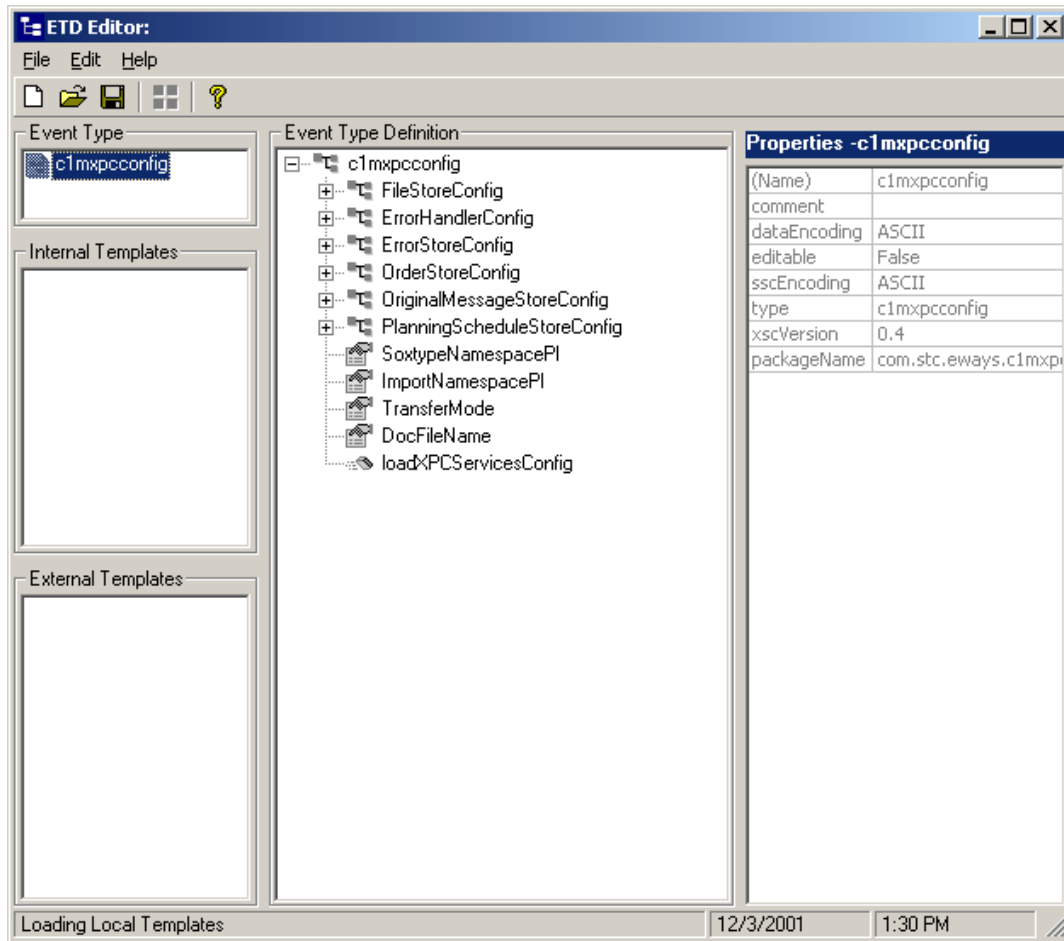 ETD Editor:
File Edit Help
Event Type
c1mxpcconfig
Internal Templates
External Templates
Event Type Definition
c1mxpcconfig
FileStoreConfig
ErrorHandlerConfig
ErrorStoreConfig
OrderStoreConfig
OriginalMessageStoreConfig
PlanningScheduleStoreConfig
SoxtypeNamespacePI
ImportNamespacePI
TransferMode
DocFileName
loadXPCServicesConfig
Properties -c1mxpcconfig
(Name) c1mxpcconfig
comment
dataEncoding ASCII
editable False
sscEncoding ASCII
type c1mxpcconfig
xscVersion 0.4
packageName com.stc.eways.c1mxp
Loading Local Templates 12/3/2001 1:30 PM